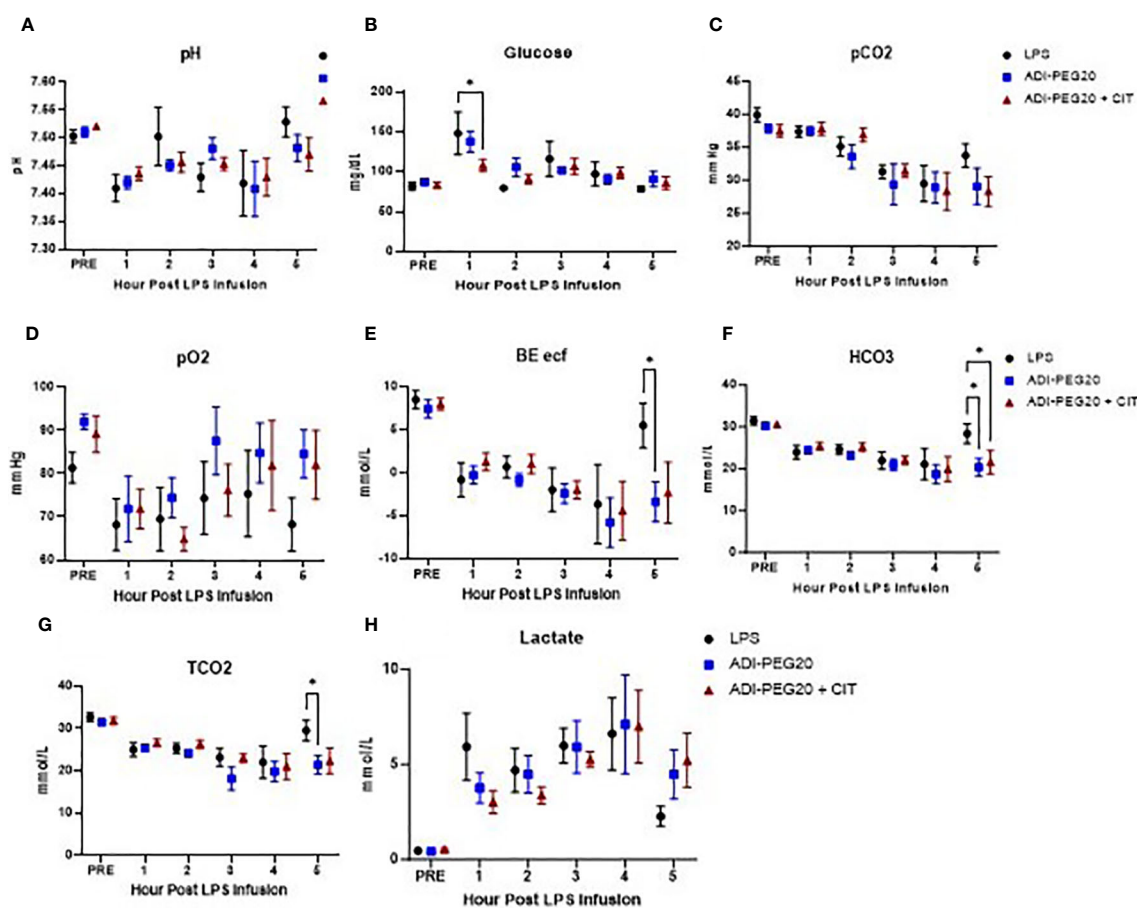 A
pH
7.60
7.55
7.50
7.45
7.40
7.35
7.30
pH
PRE 1 2 3 4 5
Hour Post LPS Infusion
B
Glucose
200
150
100
50
0
mg/dl
*
PRE 1 2 3 4 5
Hour Post LPS Infusion
C
pCO2
45
40
35
30
25
20
mmHg
PRE 1 2 3 4 5
Hour Post LPS Infusion
LPS
ADI-PEG20
ADI-PEG20 + CIT
D
pO2
100
90
80
70
60
mmHg
PRE 1 2 3 4 5
Hour Post LPS Infusion
E
BE ecf
10
5
0
-5
-10
mmol/L
*
PRE 1 2 3 4 5
Hour Post LPS Infusion
F
HCO3
40
30
20
10
0
mmol/L
*
*
PRE 1 2 3 4 5
Hour Post LPS Infusion
LPS
ADI-PEG20
ADI-PEG20 + CIT
G
TCO2
40
30
20
10
0
mmol/L
*
PRE 1 2 3 4 5
Hour Post LPS Infusion
H
Lactate
10
5
0
mmol/L
PRE 1 2 3 4 5
Hour Post LPS Infusion
LPS
ADI-PEG20
ADI-PEG20 + CIT